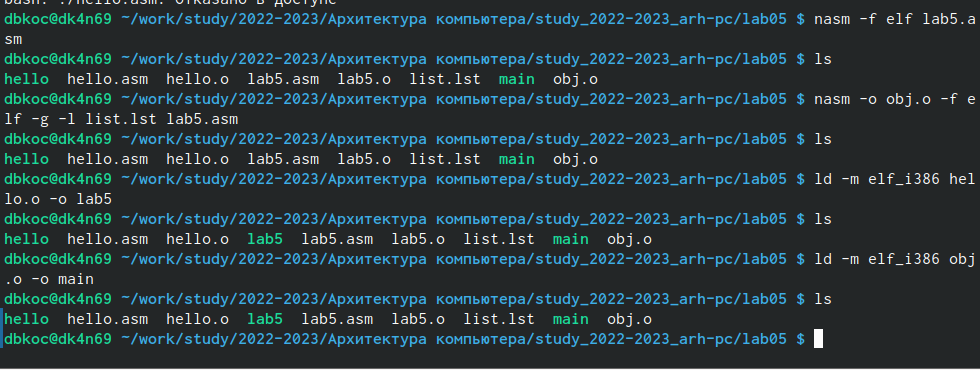 bash: ./hello.asm: Отказано в доступе
dbkoc@dk4n69 ~/work/study/2022-2023/Архитектура компьютера/study_2022-2023_arh-pc/lab05 $ nasm -f elf lab5.a
sm
dbkoc@dk4n69 ~/work/study/2022-2023/Архитектура компьютера/study_2022-2023_arh-pc/lab05 $ ls
hello hello.asm hello.o lab5.asm lab5.o list.lst main obj.o
dbkoc@dk4n69 ~/work/study/2022-2023/Архитектура компьютера/study_2022-2023_arh-pc/lab05 $ nasm -o obj.o -f e
lf -g -l list.lst lab5.asm
dbkoc@dk4n69 ~/work/study/2022-2023/Архитектура компьютера/study_2022-2023_arh-pc/lab05 $ ls
hello hello.asm hello.o lab5.asm lab5.o list.lst main obj.o
dbkoc@dk4n69 ~/work/study/2022-2023/Архитектура компьютера/study_2022-2023_arh-pc/lab05 $ ld -m elf_i386 hel
lo.o -o lab5
dbkoc@dk4n69 ~/work/study/2022-2023/Архитектура компьютера/study_2022-2023_arh-pc/lab05 $ ls
hello hello.asm hello.o lab5 lab5.asm lab5.o list.lst main obj.o
dbkoc@dk4n69 ~/work/study/2022-2023/Архитектура компьютера/study_2022-2023_arh-pc/lab05 $ ld -m elf_i386 obj
.o -o main
dbkoc@dk4n69 ~/work/study/2022-2023/Архитектура компьютера/study_2022-2023_arh-pc/lab05 $ ls
hello hello.asm hello.o lab5 lab5.asm lab5.o list.lst main obj.o
dbkoc@dk4n69 ~/work/study/2022-2023/Архитектура компьютера/study_2022-2023_arh-pc/lab05 $